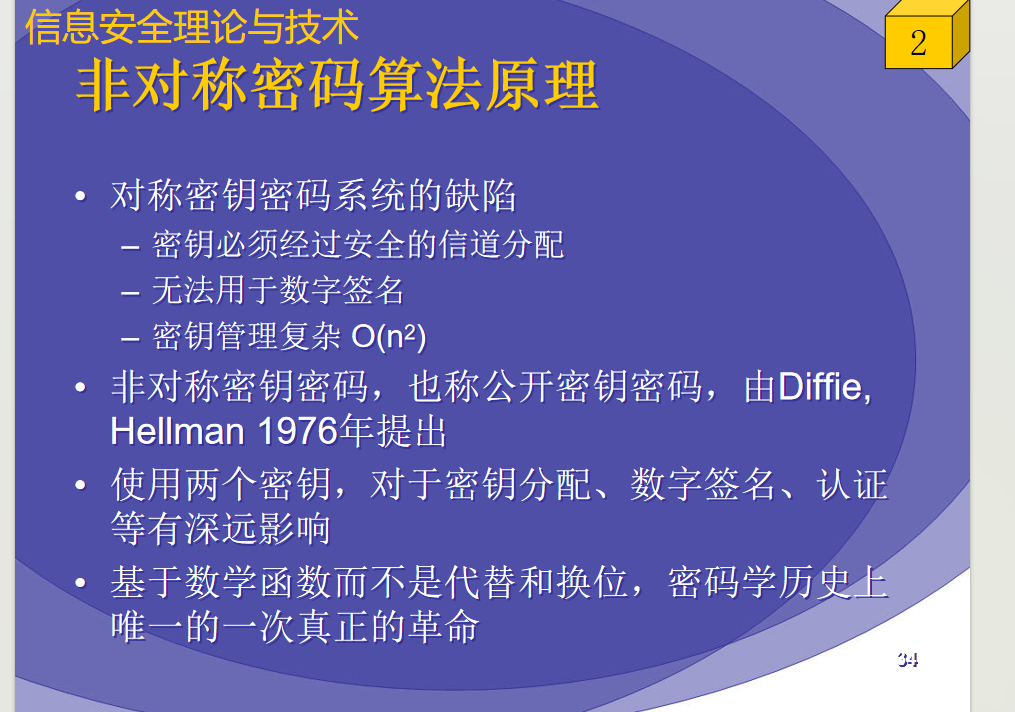 信息安全理论与技术
2
非对称密码算法原理
• 对称密钥密码系统的缺陷
– 密钥必须经过安全的信道分配
– 无法用于数字签名
– 密钥管理复杂 O(n²)
• 非对称密钥密码，也称公开密钥密码，由Diffie,
Hellman 1976年提出
• 使用两个密钥，对于密钥分配、数字签名、认证
等有深远影响
• 基于数学函数而不是代替和换位，密码学历史上
唯一的一次真正的革命
34